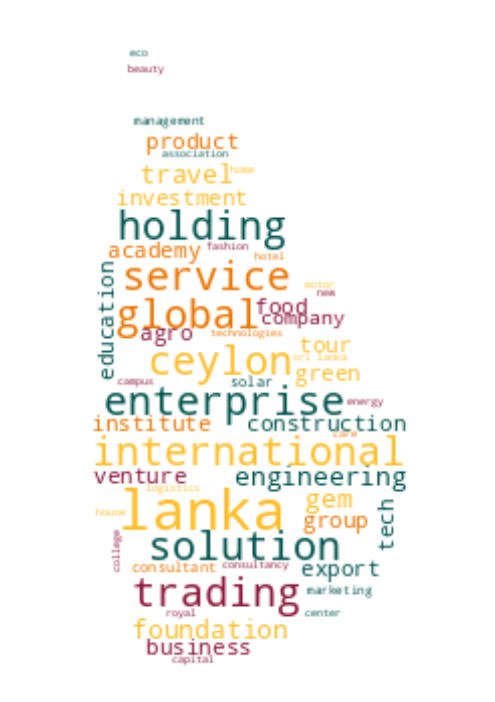 eco
beauty
management
product
association
travel home
investment
holding
academy fashion
hotel
service
education
motor
new
global food
company
agro technologies
tour
ceylon sri lanka
green
campus solar
enterprise energy
institute construction
care
international
venture engineering
logistics
lanka gem
house
group tech
college
solution
consultant consultancy export
trading marketing
royal center
foundation
business
capital